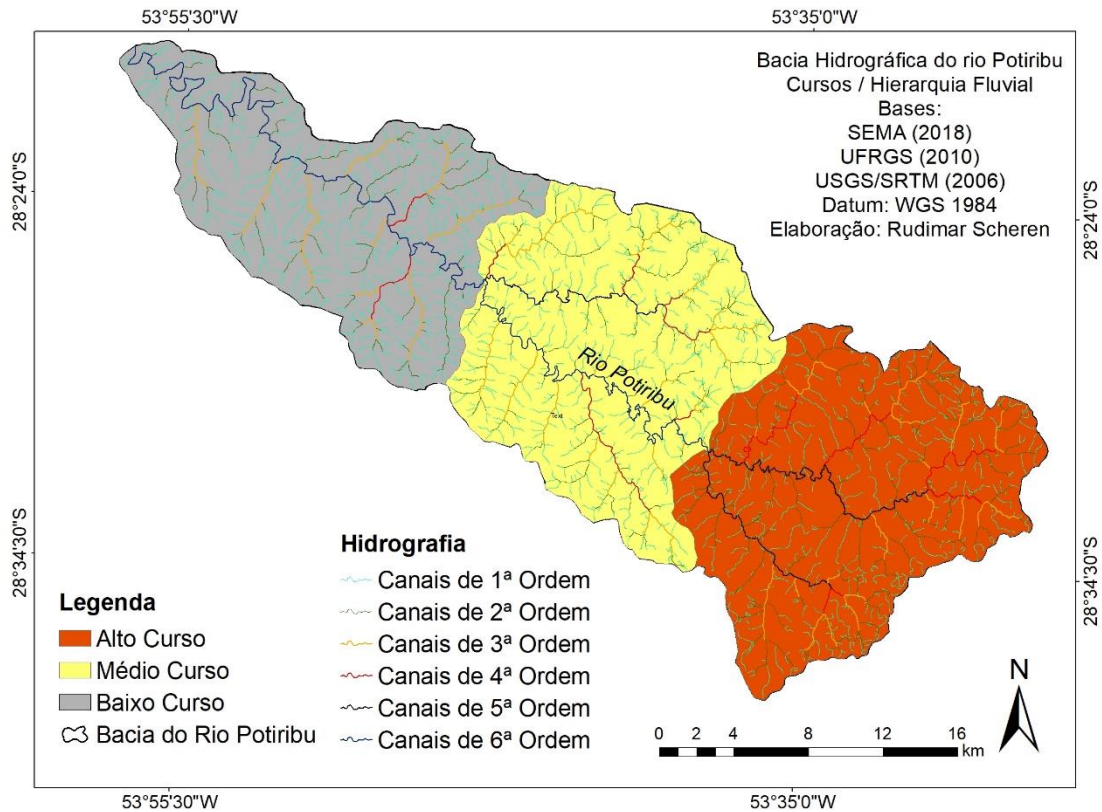 53°55'30"W
53°35'0"W
Bacia Hidrográfica do rio Potiribu
Cursos / Hierarquia Fluvial
Bases:
SEMA (2018)
UFRGS (2010)
USGS/SRTM (2006)
Datum: WGS 1984
Elaboração: Rudimar Scheren
28°24'0"S
28°24'0"S
Rio Potiribu
Text
28°34'30"S
28°34'30"S
Legenda
Alto Curso
Médio Curso
Baixo Curso
Bacia do Rio Potiribu
Hidrografia
Canais de 1ª Ordem
Canais de 2ª Ordem
Canais de 3ª Ordem
Canais de 4ª Ordem
Canais de 5ª Ordem
Canais de 6ª Ordem
N
0 2 4 8 12 16
km
53°55'30"W
53°35'0"W